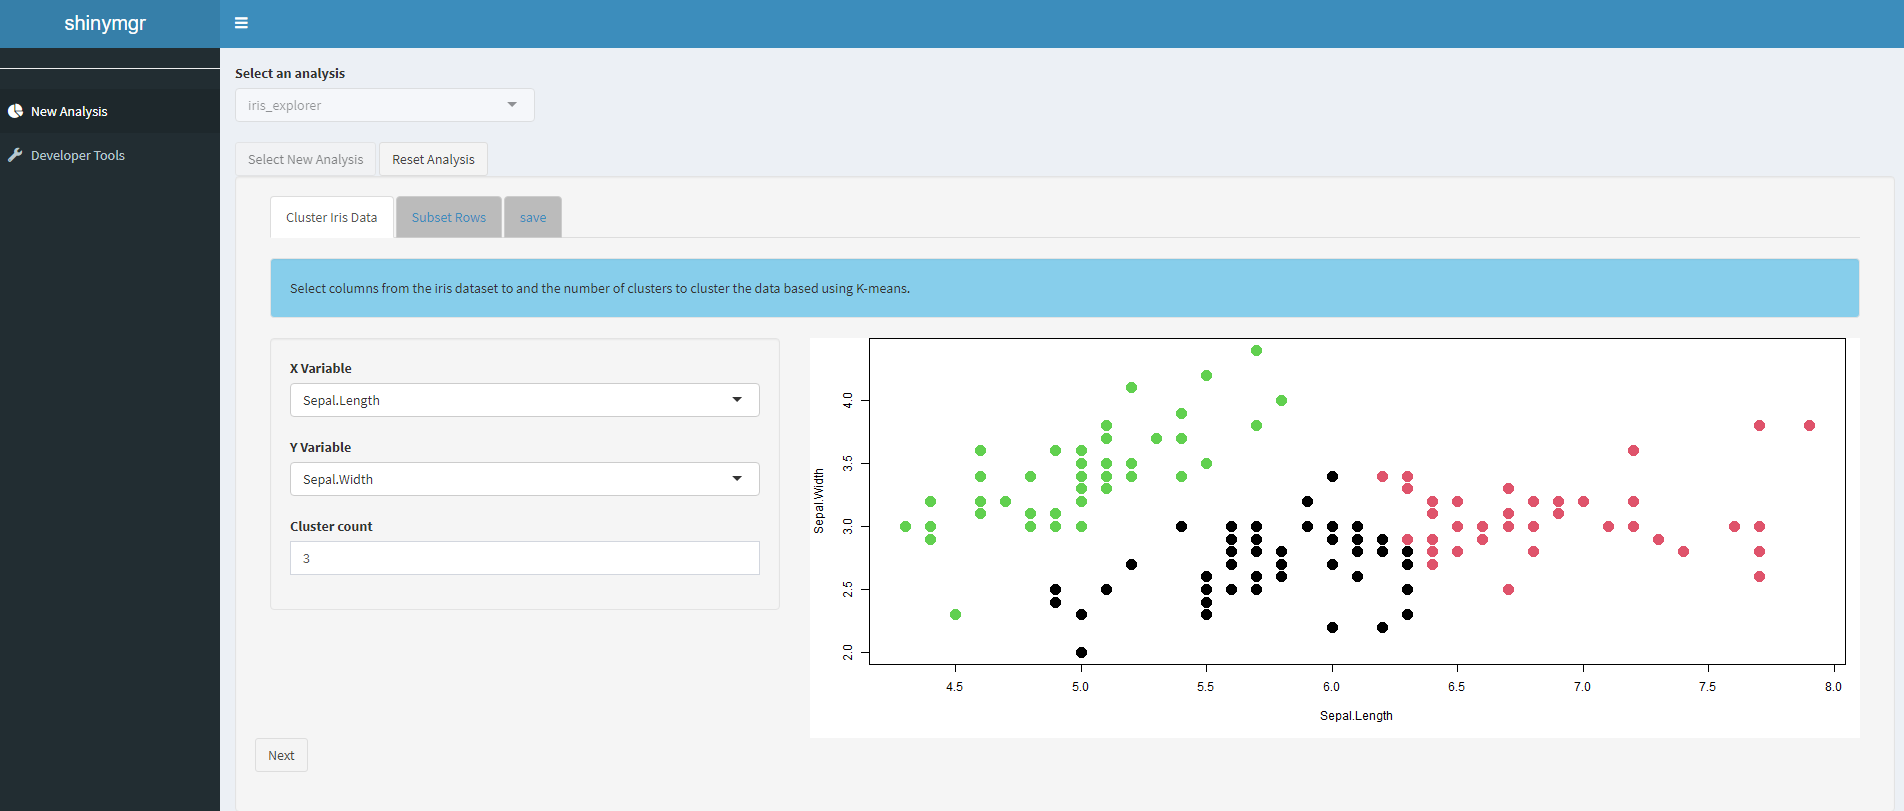 shinymgr
New Analysis
Developer Tools
Select an analysis
iris_explorer
Select New Analysis
Reset Analysis
Cluster Iris Data
Subset Rows
save
Select columns from the iris dataset to and the number of clusters to cluster the data based using K-means.
X Variable
Sepal.Length
Y Variable
Sepal.Width
Cluster count
3
Next
Sepal.Width
4.0
3.5
3.0
2.5
2.0
4.5 5.0 5.5 6.0 6.5 7.0 7.5 8.0
Sepal.Length